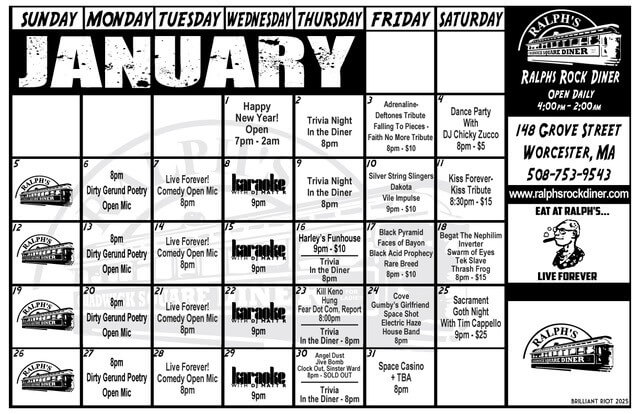 SUNDAY MONDAY TUESDAY WEDNESDAY THURSDAY FRIDAY SATURDAY
JANUARY
RALPH'S
CHADWICK SQUARE DINER
RALPHS ROCK DINER
OPEN DAILY
4:00PM - 2:00AM
148 GROVE STREET
WORCESTER, MA
508-753-9543
www.ralphsrockdiner.com
EAT AT RALPH'S...
LIVE FOREVER
RALPH'S
1
Happy
New Year!
Open
7pm - 2am
2
Trivia Night
In the Diner
8pm
3
Adrenaline-
Deftones Tribute
Falling To Pieces -
Faith No More Tribute
8pm - $10
4
Dance Party
With
DJ Chicky Zucco
8pm - $5
5
RALPH'S
6
8pm
Dirty Gerund Poetry
Open Mic
7
Live Forever!
Comedy Open Mic
8pm
8
karaoke
WITH DJ MATT R
9pm
9
Trivia Night
In the Diner
8pm
10
Silver String Slingers
Dakota
Vile Impulse
9pm - $10
11
Kiss Forever-
Kiss Tribute
8:30pm - $15
12
RALPH'S
13
8pm
Dirty Gerund Poetry
Open Mic
14
Live Forever!
Comedy Open Mic
8pm
15
karaoke
WITH DJ MATT R
9pm
16
Harley's Funhouse
9pm - $10
Trivia
In the Diner
8pm
17
Black Pyramid
Faces of Bayon
Black Acid Prophecy
Rare Breed
8pm - $10
18
Begat The Nephilim
Inverter
Swarm of Eyes
Tek Slave
Thrash Frog
8pm - $15
19
RALPH'S
20
8pm
Dirty Gerund Poetry
Open Mic
21
Live Forever!
Comedy Open Mic
8pm
22
karaoke
WITH DJ MATT R
9pm
23
Kill Keno
Hung
Fear Dot Com, Report
8:00pm
Trivia
In the Diner - 8pm
24
Cove
Gumby's Girlfriend
Space Shot
Electric Haze
House Band
8pm
25
Sacrament
Goth Night
With Tim Cappello
9pm - $25
26
RALPH'S
27
8pm
Dirty Gerund Poetry
Open Mic
28
Live Forever!
Comedy Open Mic
8pm
29
karaoke
WITH DJ MATT R
9pm
30
Angel Dust
Jive Bomb
Clock Out, Sinster Ward
8pm - SOLD OUT
Trivia
In the Diner - 8pm
31
Space Casino
+ TBA
8pm
BRILLIANT RIOT 2025